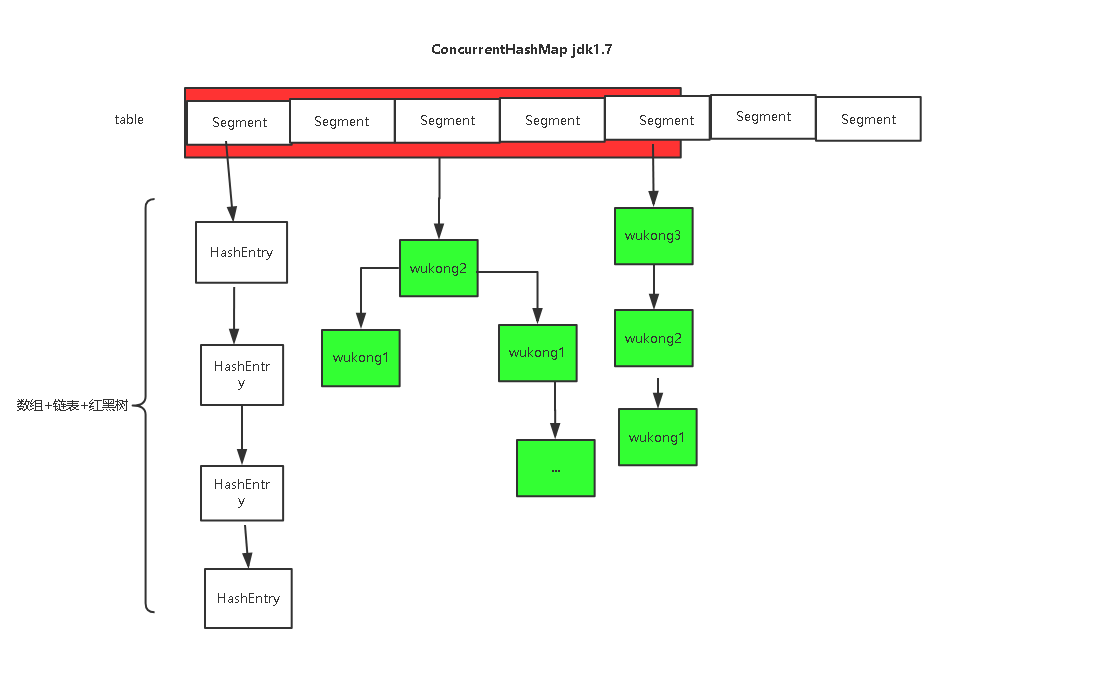 ConcurrentHashMap jdk1.7
table
Segment
Segment
Segment
Segment
Segment
Segment
Segment
HashEntry
wukong2
wukong3
wukong1
wukong1
wukong2
HashEntr
y
数组+链表+红黑树
wukong1
...
HashEntr
y
HashEntry